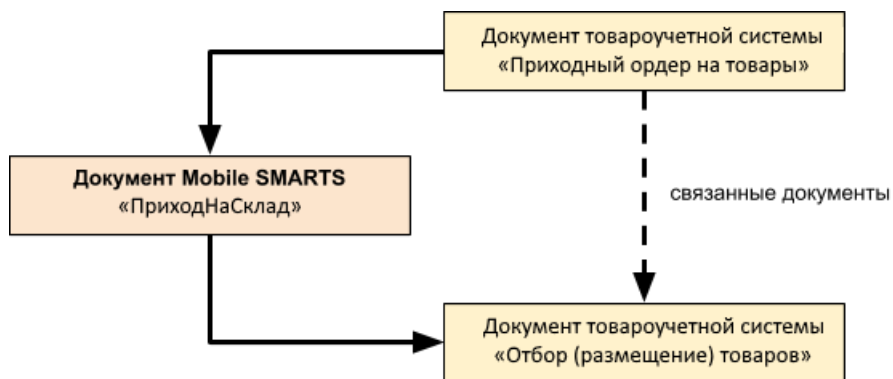 Документ товароучетной системы
«Приходный ордер на товары»
Документ Mobile SMARTS
«ПриходНаСклад»
связанные документы
Документ товароучетной системы
«Отбор (размещение) товаров»